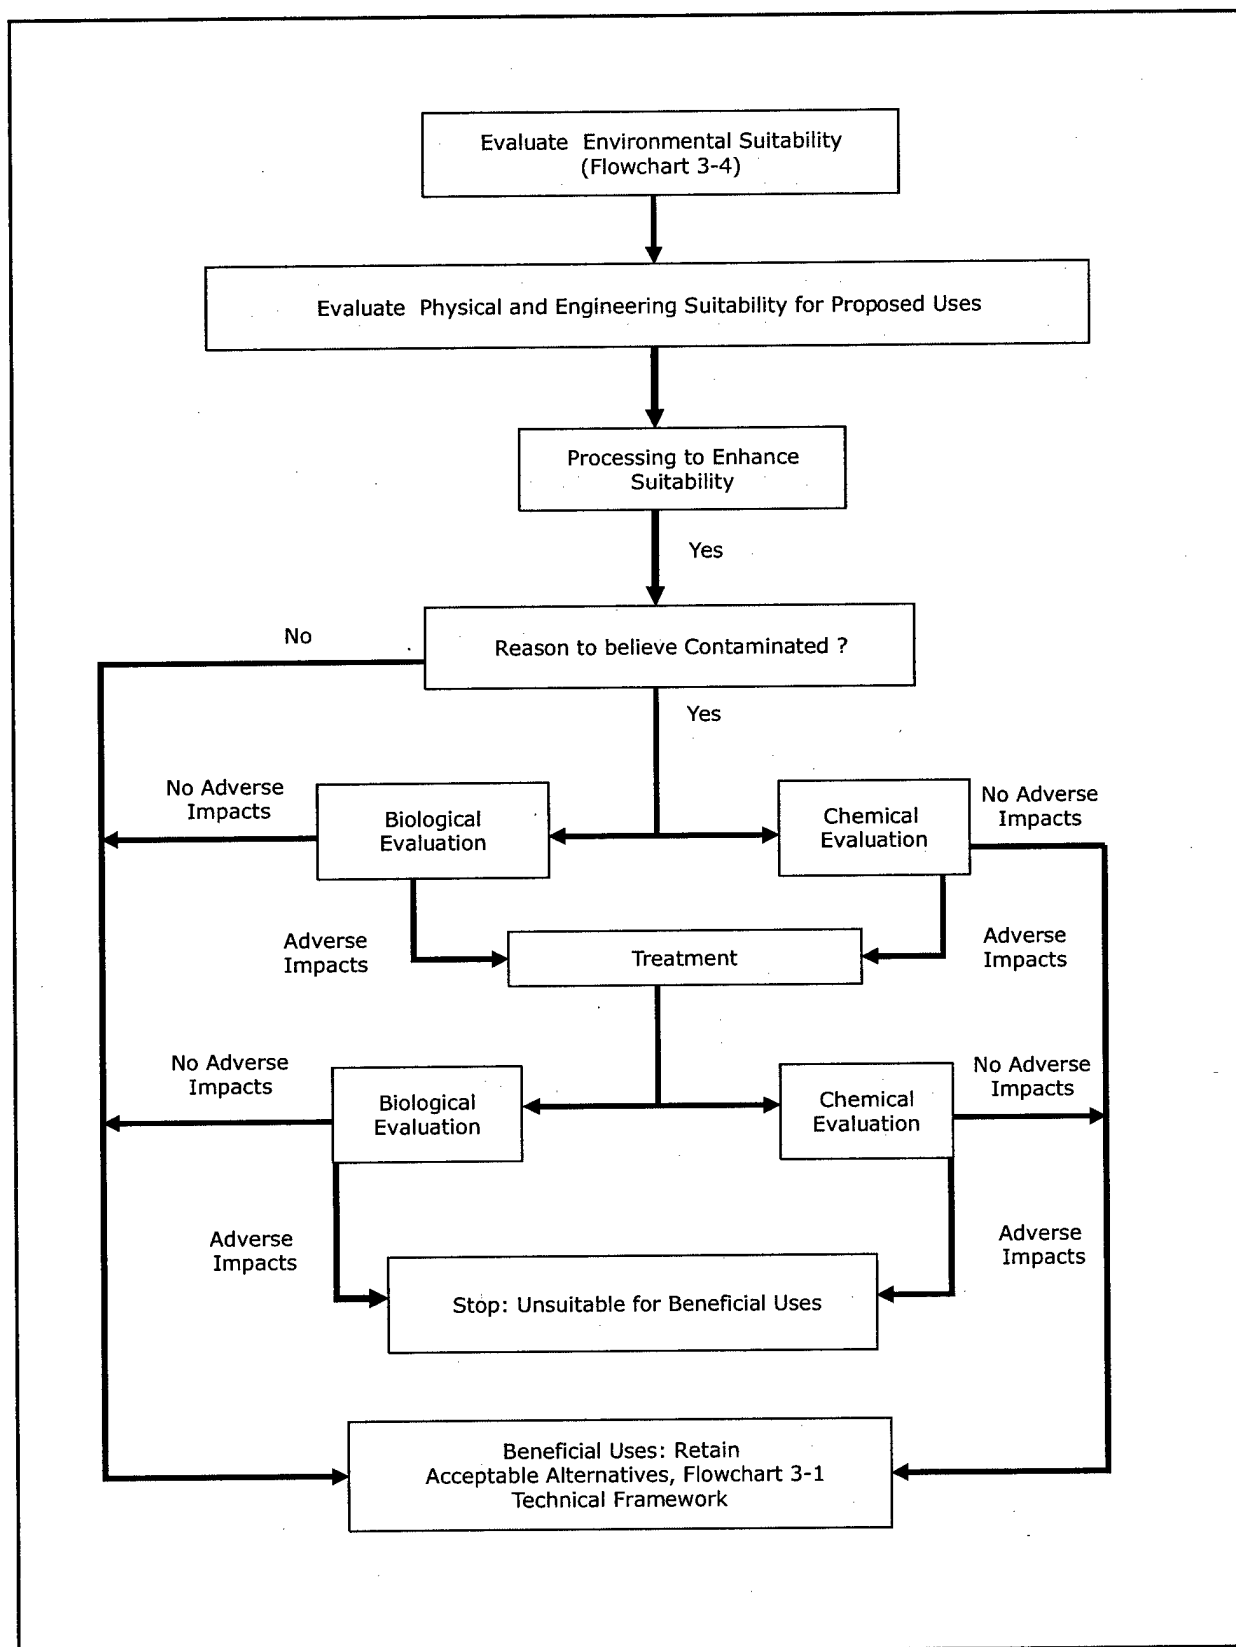 Evaluate Environmental Suitability
(Flowchart 3-4)
Evaluate Physical and Engineering Suitability for Proposed Uses
Processing to Enhance
Suitability
Yes
No
Reason to believe Contaminated ?
Yes
No Adverse
Impacts
Biological
Evaluation
Chemical
Evaluation
No Adverse
Impacts
Adverse
Impacts
Treatment
Adverse
Impacts
No Adverse
Impacts
Biological
Evaluation
Chemical
Evaluation
No Adverse
Impacts
Adverse
Impacts
Adverse
Impacts
Stop: Unsuitable for Beneficial Uses
Beneficial Uses: Retain
Acceptable Alternatives, Flowchart 3-1
Technical Framework